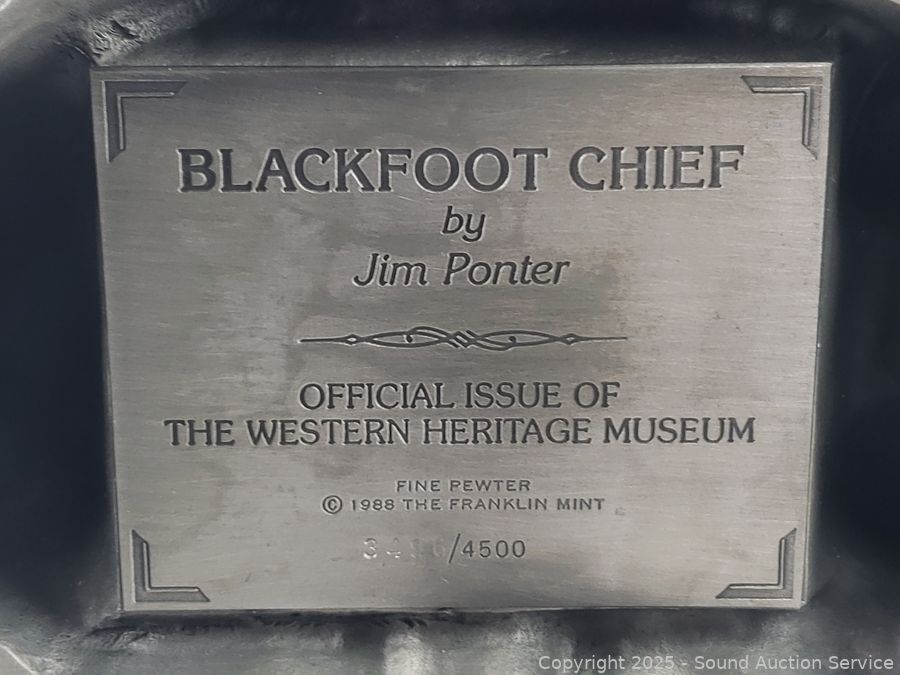 BLACKFOOT CHIEF
by
Jim Ponter
OFFICIAL ISSUE OF
THE WESTERN HERITAGE MUSEUM
FINE PEWTER
© 1988 THE FRANKLIN MINT
/4500
Copyright 2025 - Sound Auction Service